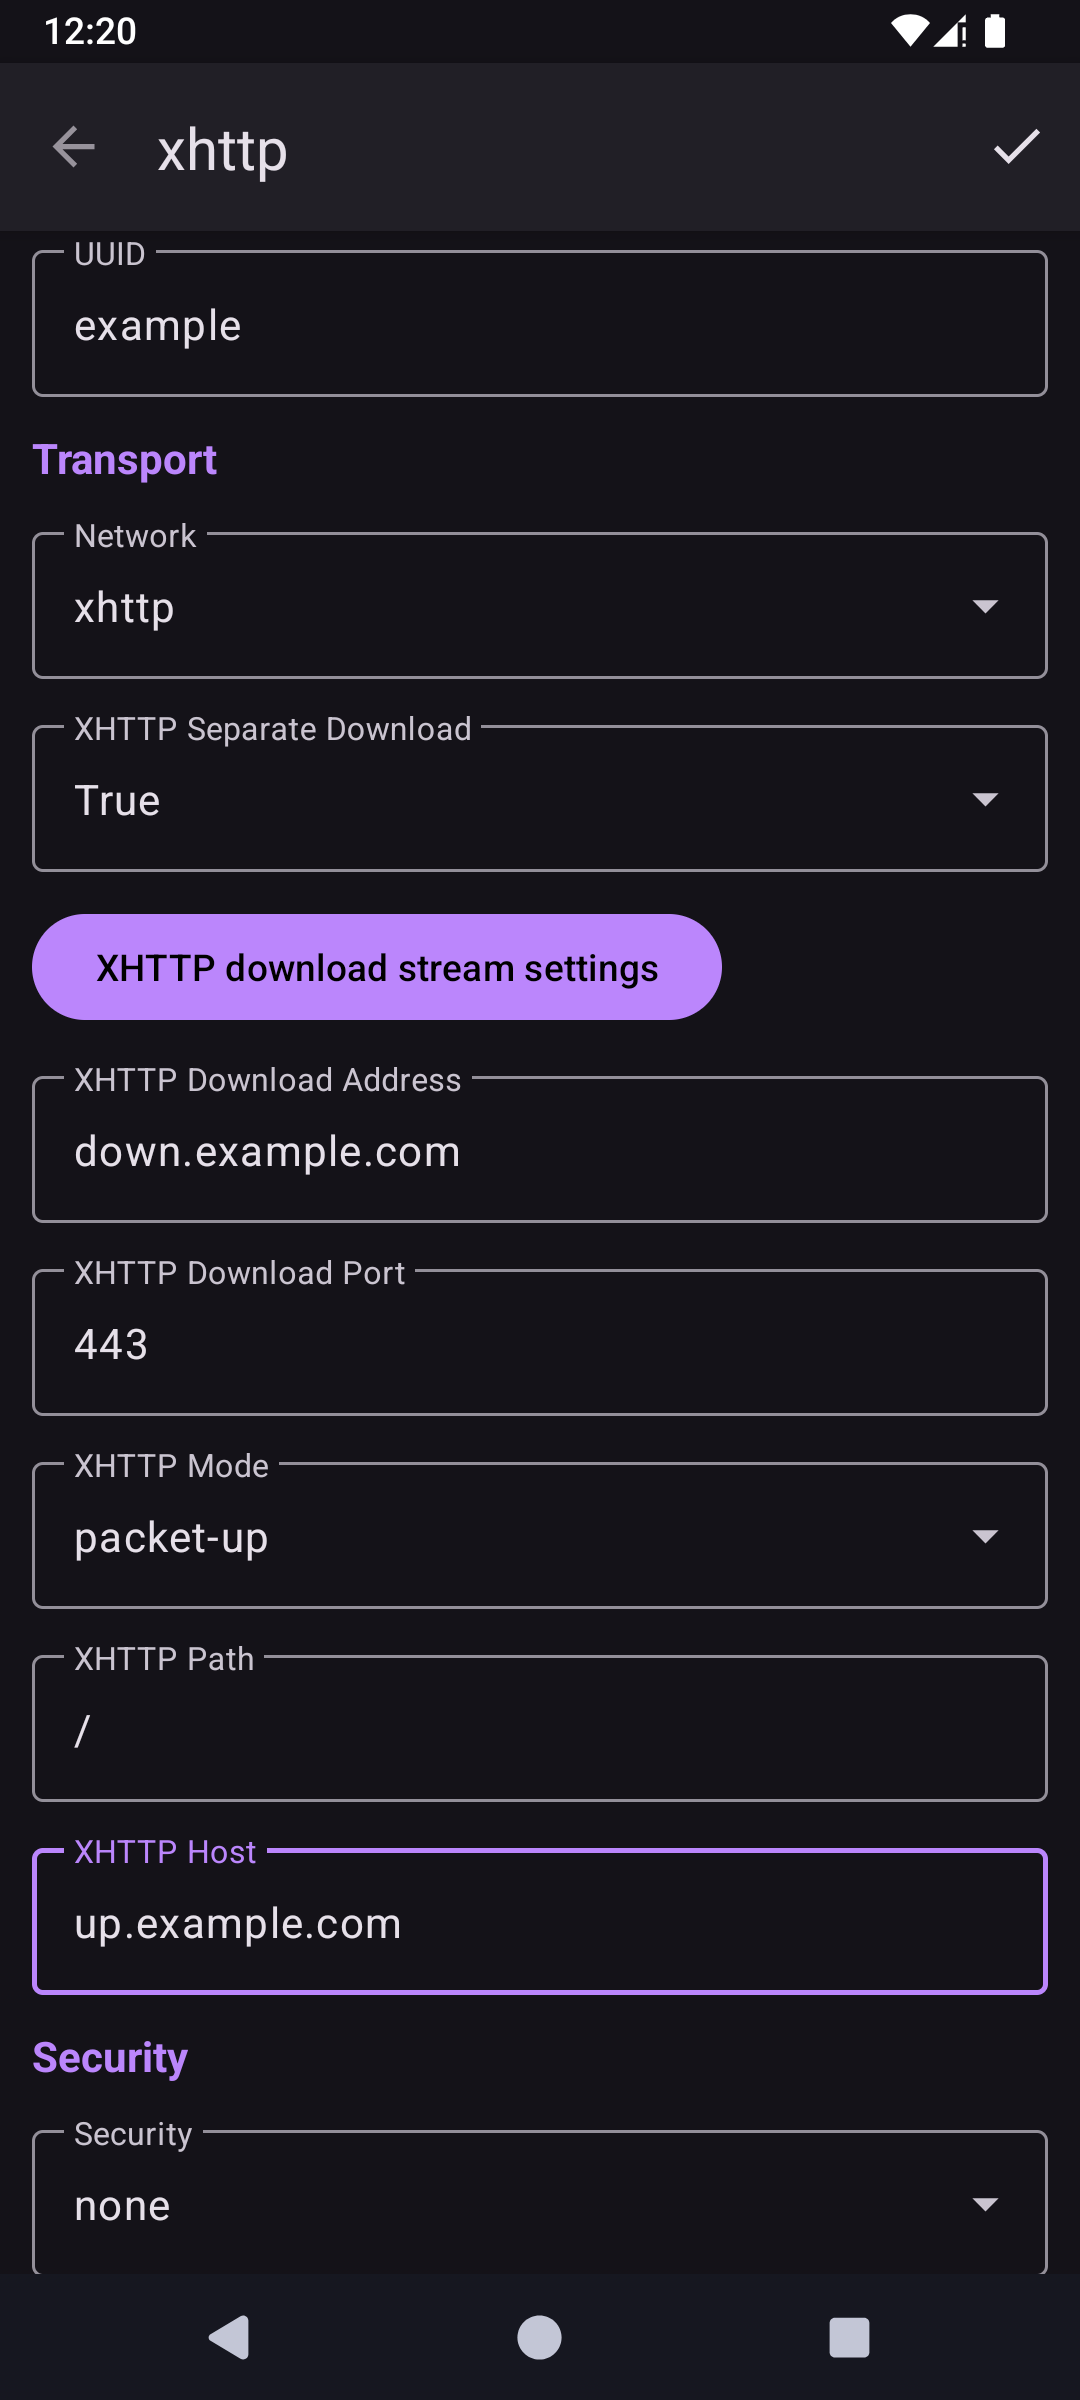 12:20
xhttp
UUID
example
Transport
Network
xhttp
XHTTP Separate Download
True
XHTTP download stream settings
XHTTP Download Address
down.example.com
XHTTP Download Port
443
XHTTP Mode
packet-up
XHTTP Path
/
XHTTP Host
up.example.com
Security
Security
none